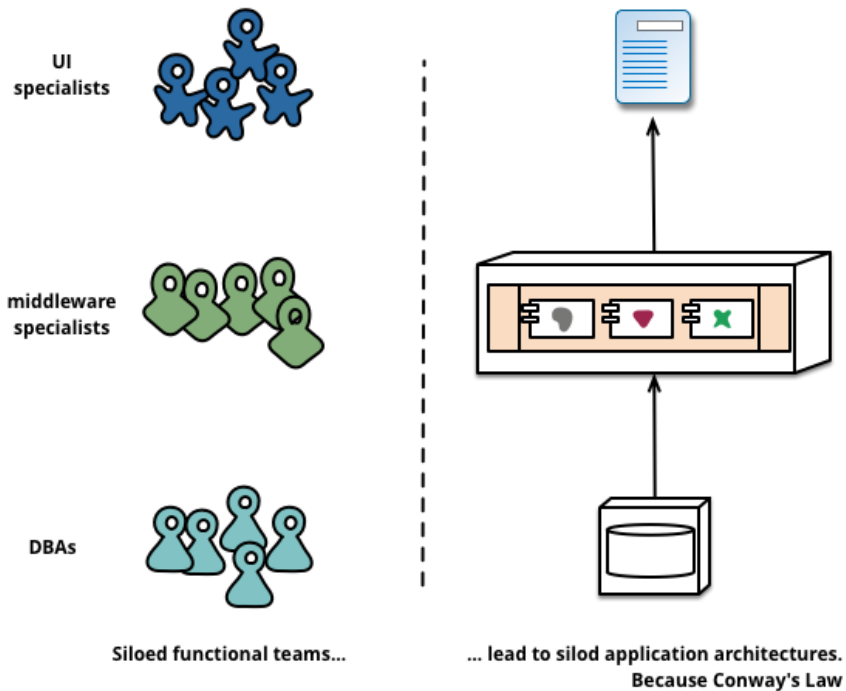 UI
specialists
middleware
specialists
DBAs
Siloed functional teams...
... lead to silod application architectures.
Because Conway's Law